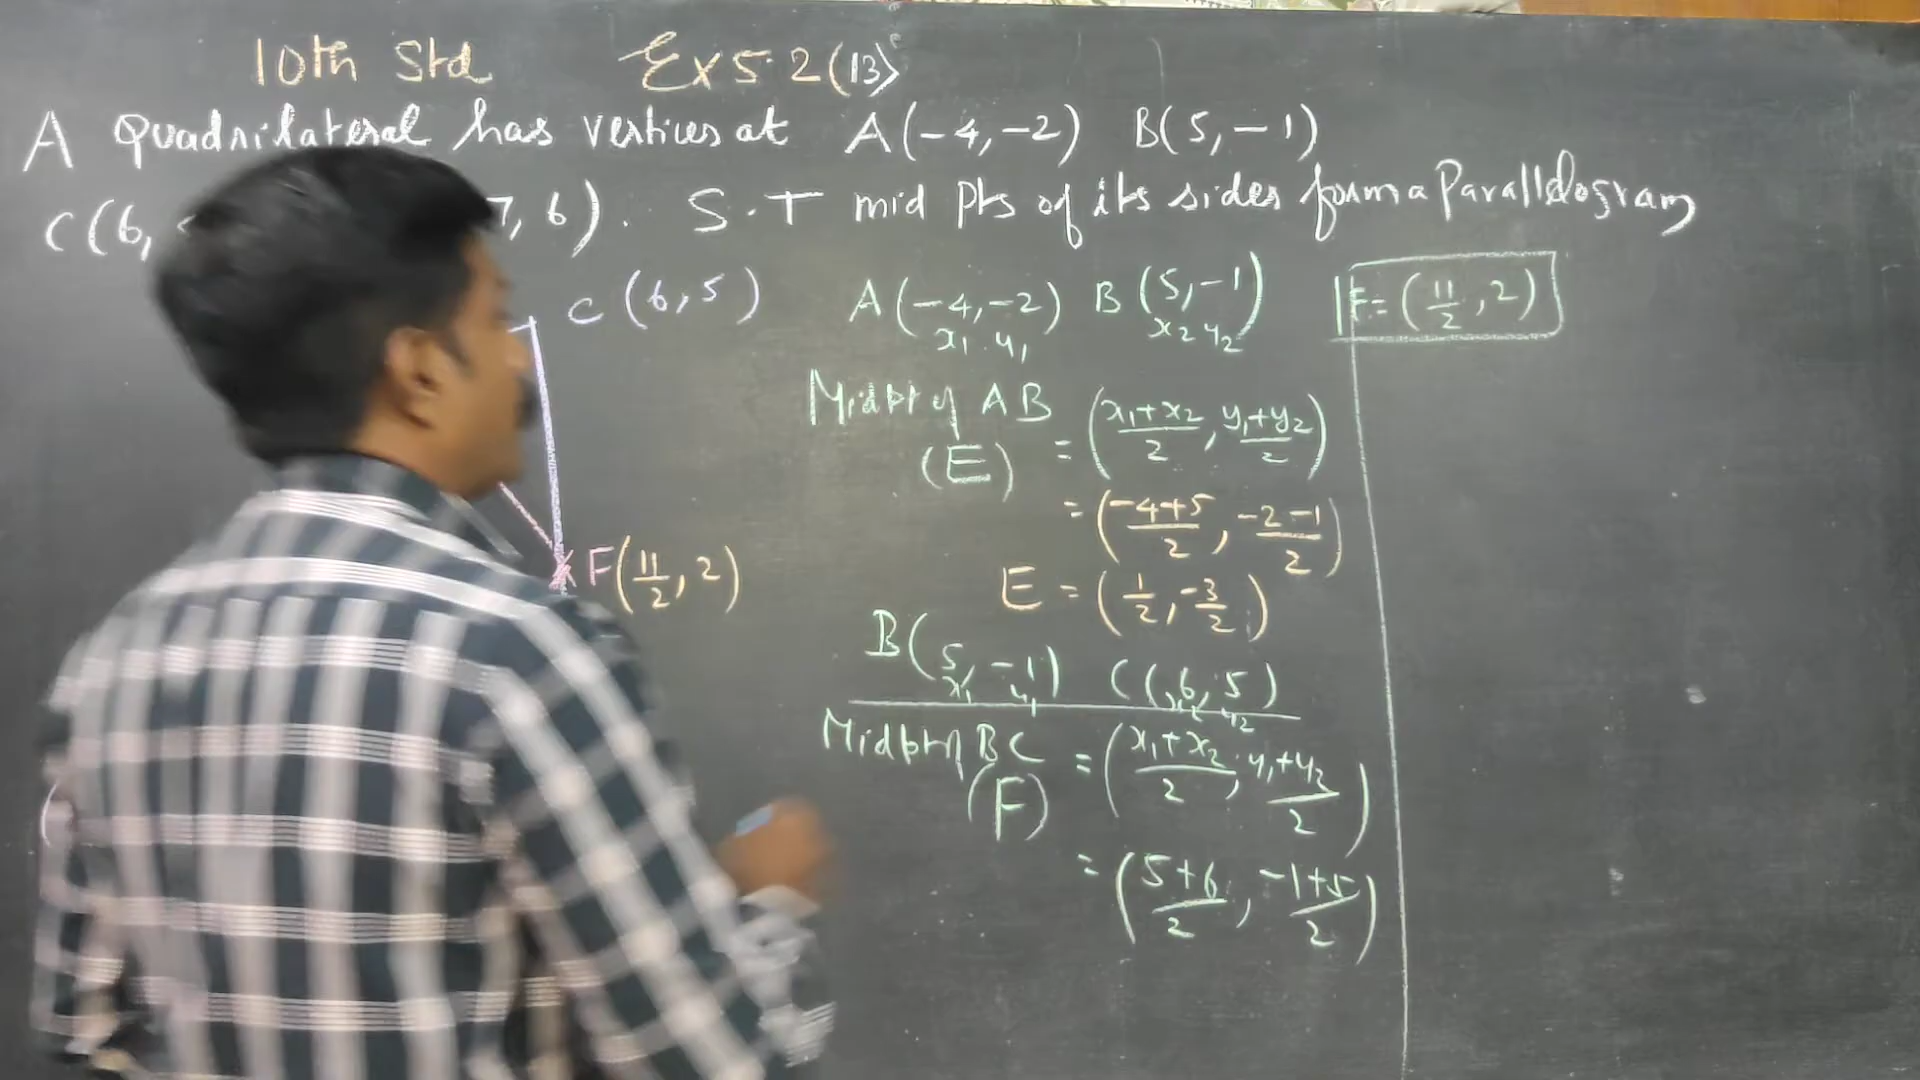 10th Std Ex 5.2 (13)
A Quadrilateral has vertices at A(-4,-2) B(5,-1)
C(6, 7, 6). S.T mid pts of its sides form a Parallelogram
C (6,5)
F(11/2, 2)
A(-4,-2) B(5,-1)
x₁ y₁ x₂ y₂
Midpt of AB = (x₁+x₂/2, y₁+y₂/2)
(E)
= (-4+5/2, -2-1/2)
E = (1/2, -3/2)
B(5, -1) C(6, 5)
x₁ y₁ x₂ y₂
Midpt of BC = (x₁+x₂/2, y₁+y₂/2)
(F)
= (5+6/2, -1+5/2)
F = (11/2, 2)